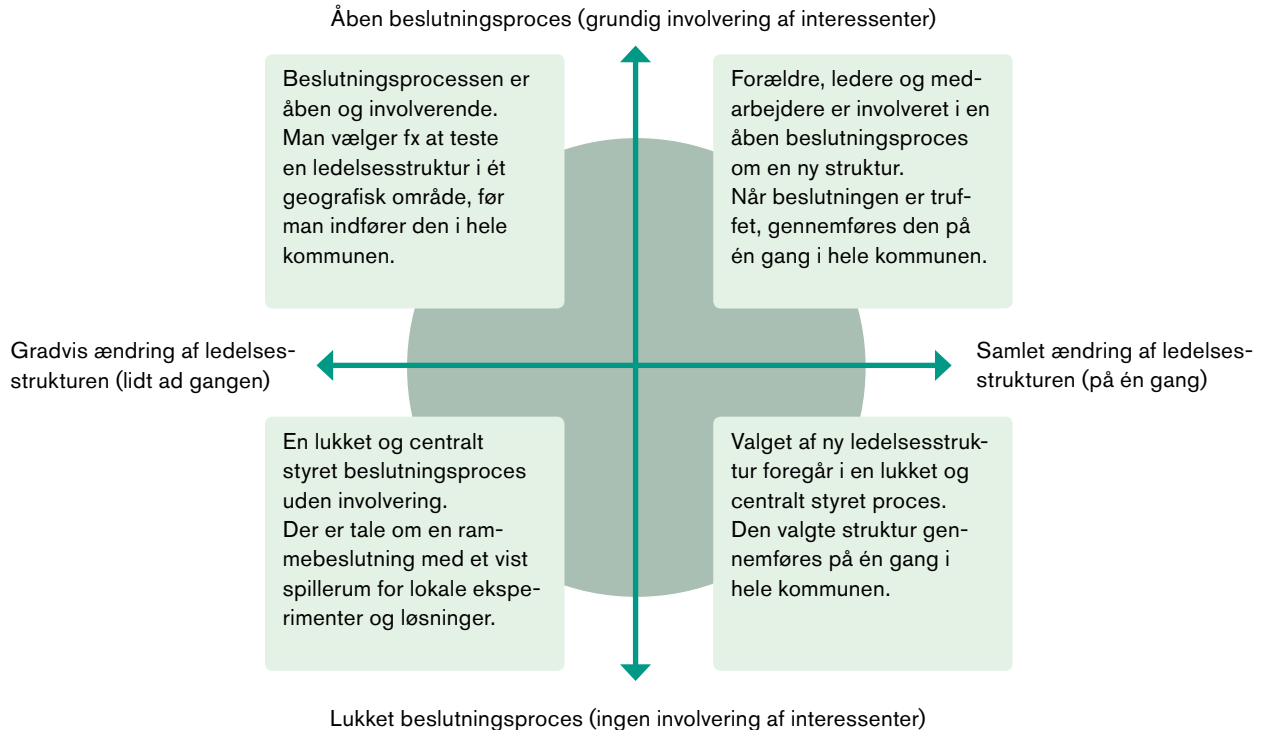 Åben beslutningsproces (grundig involvering af interessenter)
Beslutningsprocessen er
åben og involverende.
Man vælger fx at teste
en ledelsesstruktur i ét
geografisk område, før
man indfører den i hele
kommunen.
Forældre, ledere og med-
arbejdere er involveret i en
åben beslutningsproces
om en ny struktur.
Når beslutningen er truf-
fet, gennemføres den på
én gang i hele kommunen.
Gradvis ændring af ledelses-
strukturen (lidt ad gangen)
Samlet ændring af ledelses-
strukturen (på én gang)
En lukket og centralt
styret beslutningsproces
uden involvering.
Der er tale om en ram-
mebeslutning med et vist
spillerum for lokale ekspe-
rimenter og løsninger.
Valget af ny ledelsesstruk-
tur foregår i en lukket og
centralt styret proces.
Den valgte struktur gen-
nemføres på én gang i
hele kommunen.
Lukket beslutningsproces (ingen involvering af interessenter)